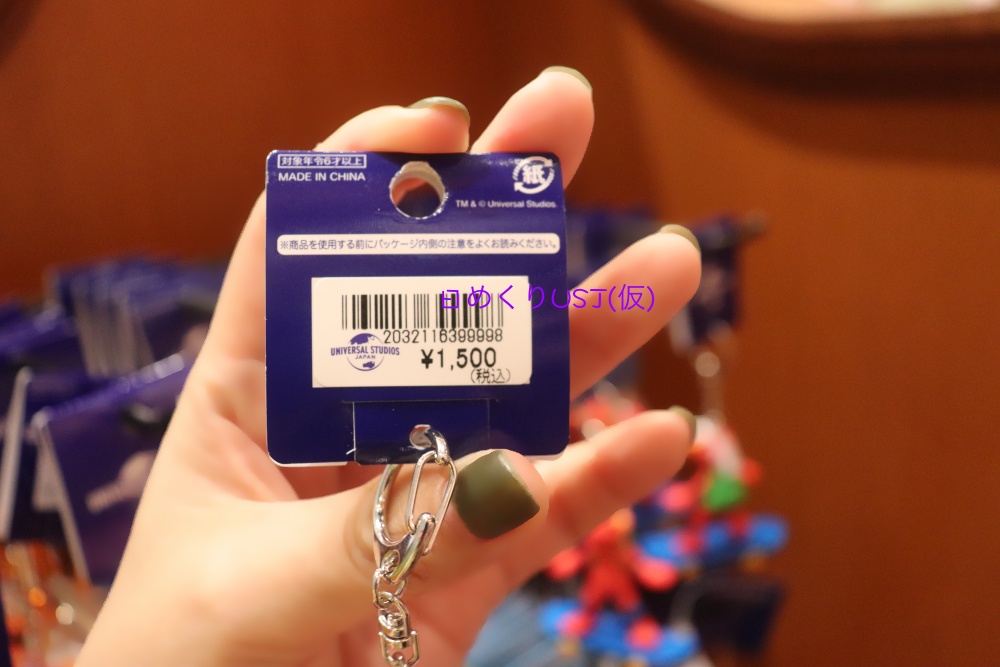 対象年令6才以上
MADE IN CHINA
紙
TM & © Universal Studios.
※商品を使用する前にパッケージ内側の注意をよくお読みください。
日めくりUSJ(仮)
2032116399998
UNIVERSAL STUDIOS
JAPAN
¥1,500
(税込)